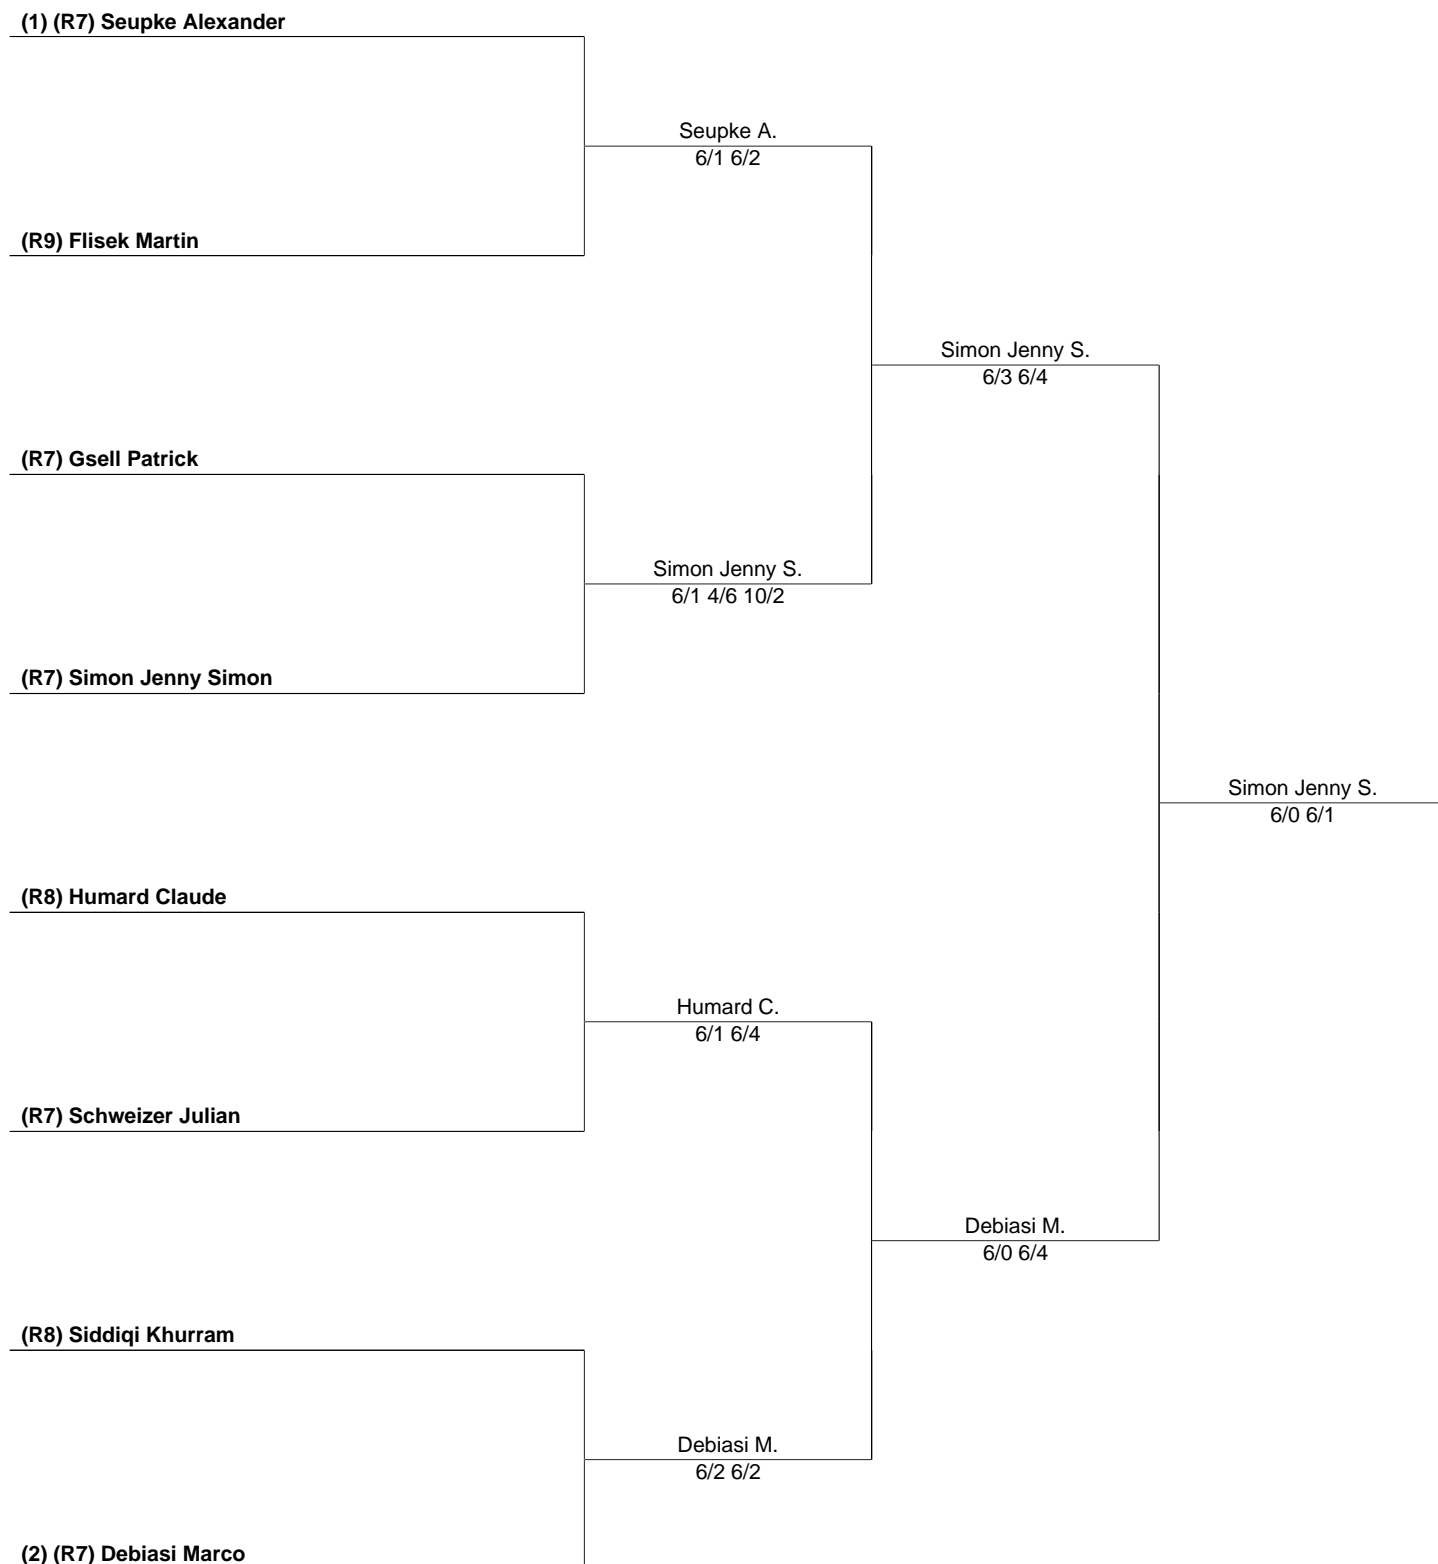 (1) (R7) Seupke Alexander
Seupke A.
6/1 6/2
(R9) Flisek Martin
Simon Jenny S.
6/3 6/4
(R7) Gsell Patrick
Simon Jenny S.
6/1 4/6 10/2
(R7) Simon Jenny Simon
Simon Jenny S.
6/0 6/1
(R8) Humard Claude
Humard C.
6/1 6/4
(R7) Schweizer Julian
Debiasi M.
6/0 6/4
(R8) Siddiqi Khurram
Debiasi M.
6/2 6/2
(2) (R7) Debiasi Marco